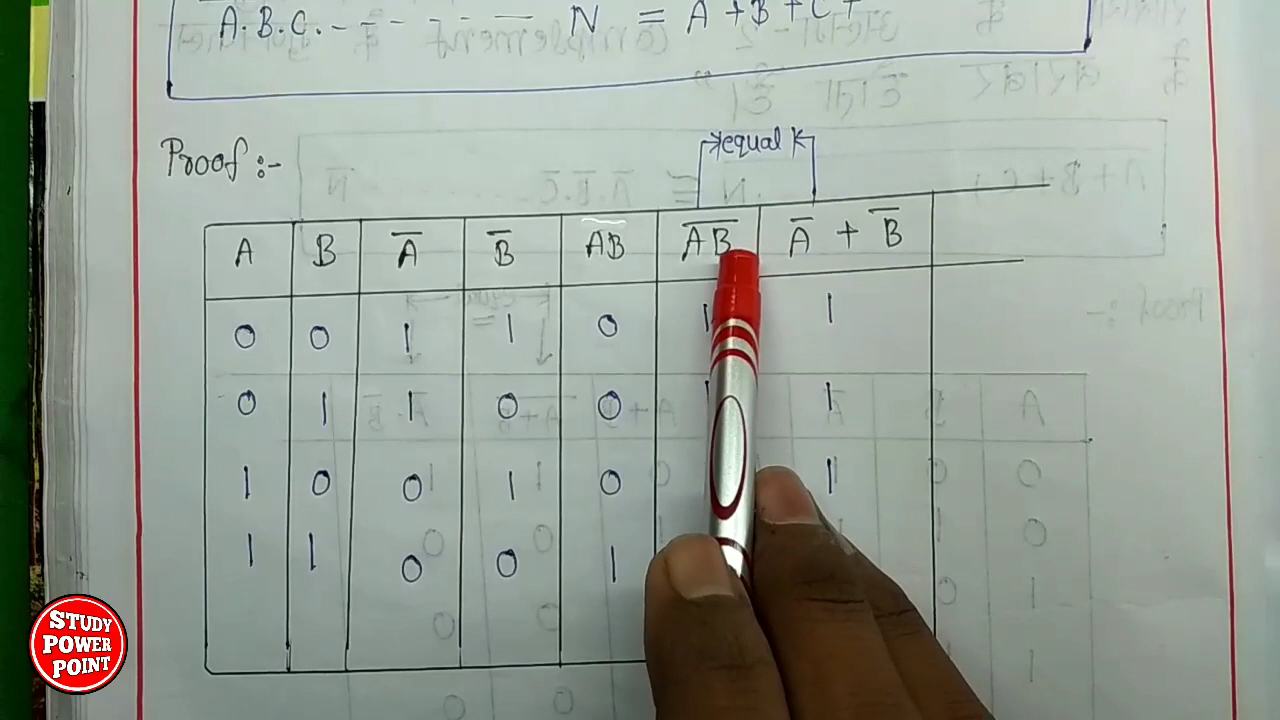 A.B.C.- - - - - - N = A + B + C +
Proof :-
equal
A B A̅ B̅ AB A̅B̅ A̅ + B̅
0 0 1 1 0 1 1
0 1 1 0 0 1 1
1 0 0 1 0 1
1 1 0 0 1
STUDY
POWER
POINT